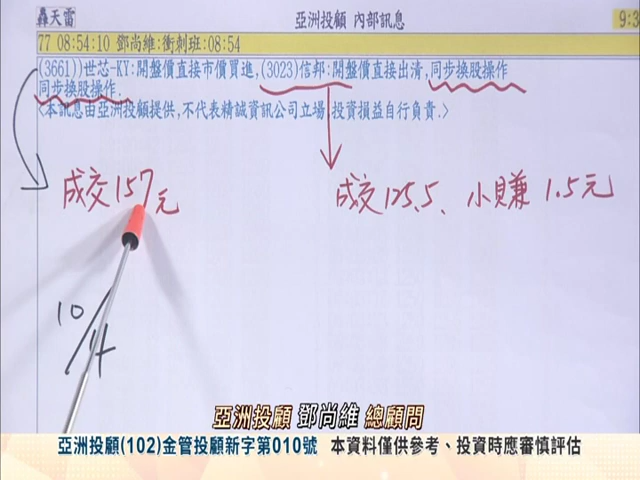 轟天雷 亞洲投顧 內部訊息 9:3
77 08:54:10 鄧尚維:衝刺班:08:54
(3661))世芯-KY:開盤價直接市價買進,(3023)信邦:開盤價直接出清,同步換股操作
同步換股操作.
<本訊息由亞洲投顧提供,不代表精誠資訊公司立場,投資損益自行負責.>
成交157元 成交125.5、小賺 1.5元
10/4
亞洲投顧 鄧尚維 總顧問
亞洲投顧(102)金管投顧新字第010號 本資料僅供參考、投資時應審慎評估